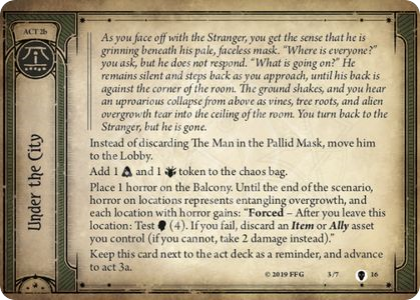 ACT 2b
Under the City
As you face off with the Stranger, you get the sense that he is
grinning beneath his pale, faceless mask. “Where is everyone?”
you ask, but he does not respond. “What is going on?” He
remains silent and steps back as you approach, until his back is
against the corner of the room. The ground shakes, and you hear
an uproarious collapse from above as vines, tree roots, and alien
overgrowth tear into the ceiling of the room. You turn back to the
Stranger, but he is gone.
Instead of discarding The Man in the Pallid Mask, move him
to the Lobby.
Add 1 and 1 token to the chaos bag.
Place 1 horror on the Balcony. Until the end of the scenario,
horror on locations represents entangling overgrowth, and
each location with horror gains: “Forced – After you leave this
location: Test (4). If you fail, discard an Item or Ally asset
you control (if you cannot, take 2 damage instead).”
Keep this card next to the act deck as a reminder, and advance
to act 3a.
© 2019 FFG 3/7 16